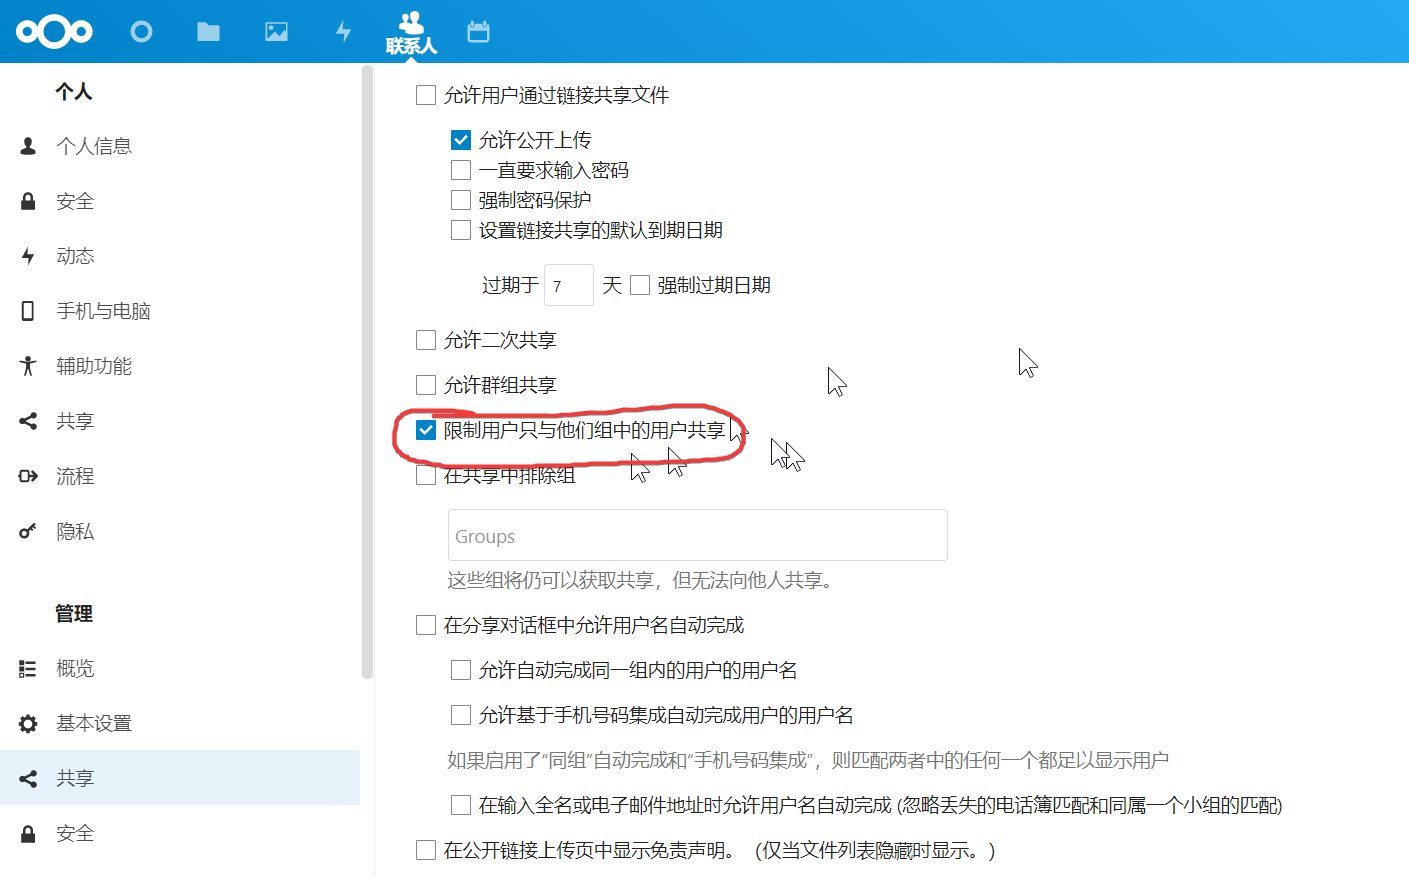 联系人
个人
个人信息
安全
动态
手机与电脑
辅助功能
共享
流程
隐私
管理
概览
基本设置
共享
安全
允许用户通过链接共享文件
允许公开上传
一直要求输入密码
强制密码保护
设置链接共享的默认到期日期
过期于 7 天 强制过期日期
允许二次共享
允许群组共享
限制用户只与他们组中的用户共享
在共享中排除组
Groups
这些组将仍可以获取共享，但无法向他人共享。
在分享对话框中允许用户名自动完成
允许自动完成同一组内的用户的用户名
允许基于手机号码集成自动完成用户的用户名
如果启用了“同组”自动完成和“手机号码集成”，则匹配两者中的任何一个都足以显示用户
在输入全名或电子邮件地址时允许用户名自动完成 (忽略丢失的电话簿匹配和同属一个小组的匹配)
在公开链接上传页中显示免责声明。（仅当文件列表隐藏时显示。）